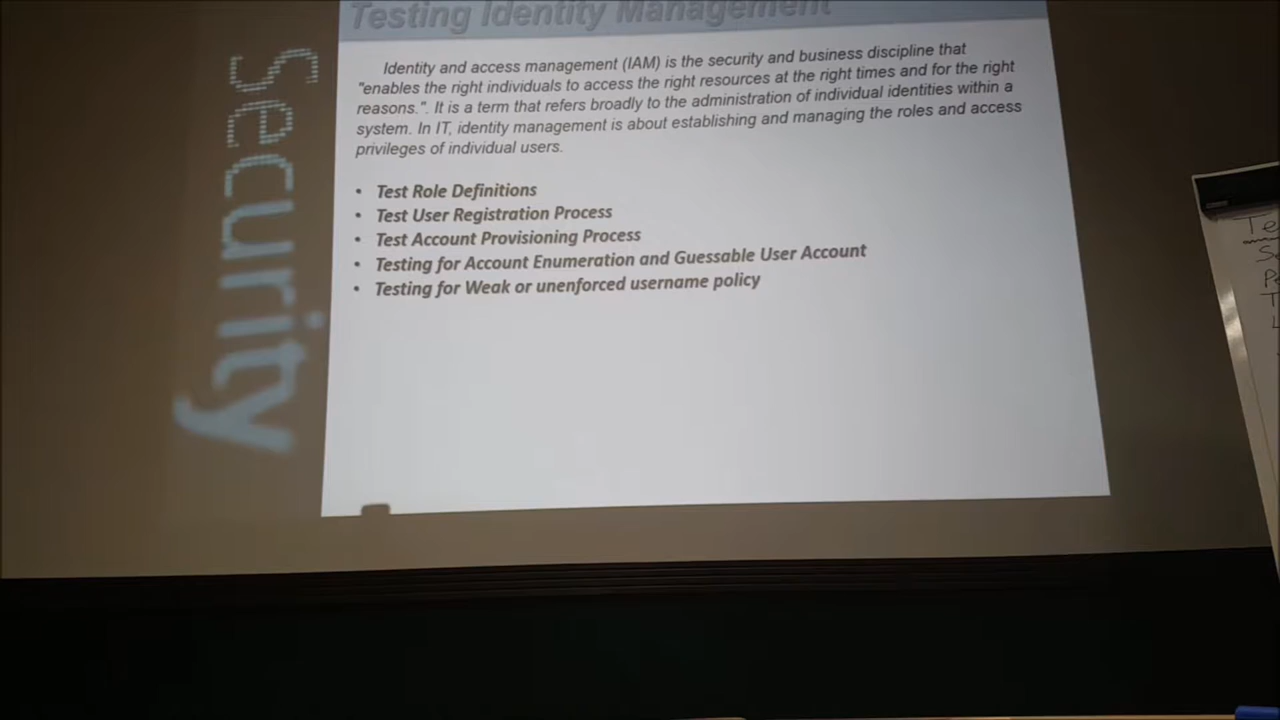 Testing Identity Management
Identity and access management (IAM) is the security and business discipline that
"enables the right individuals to access the right resources at the right times and for the right
reasons.". It is a term that refers broadly to the administration of individual identities within a
system. In IT, identity management is about establishing and managing the roles and access
privileges of individual users.
• Test Role Definitions
• Test User Registration Process
• Test Account Provisioning Process
• Testing for Account Enumeration and Guessable User Account
• Testing for Weak or unenforced username policy
Security